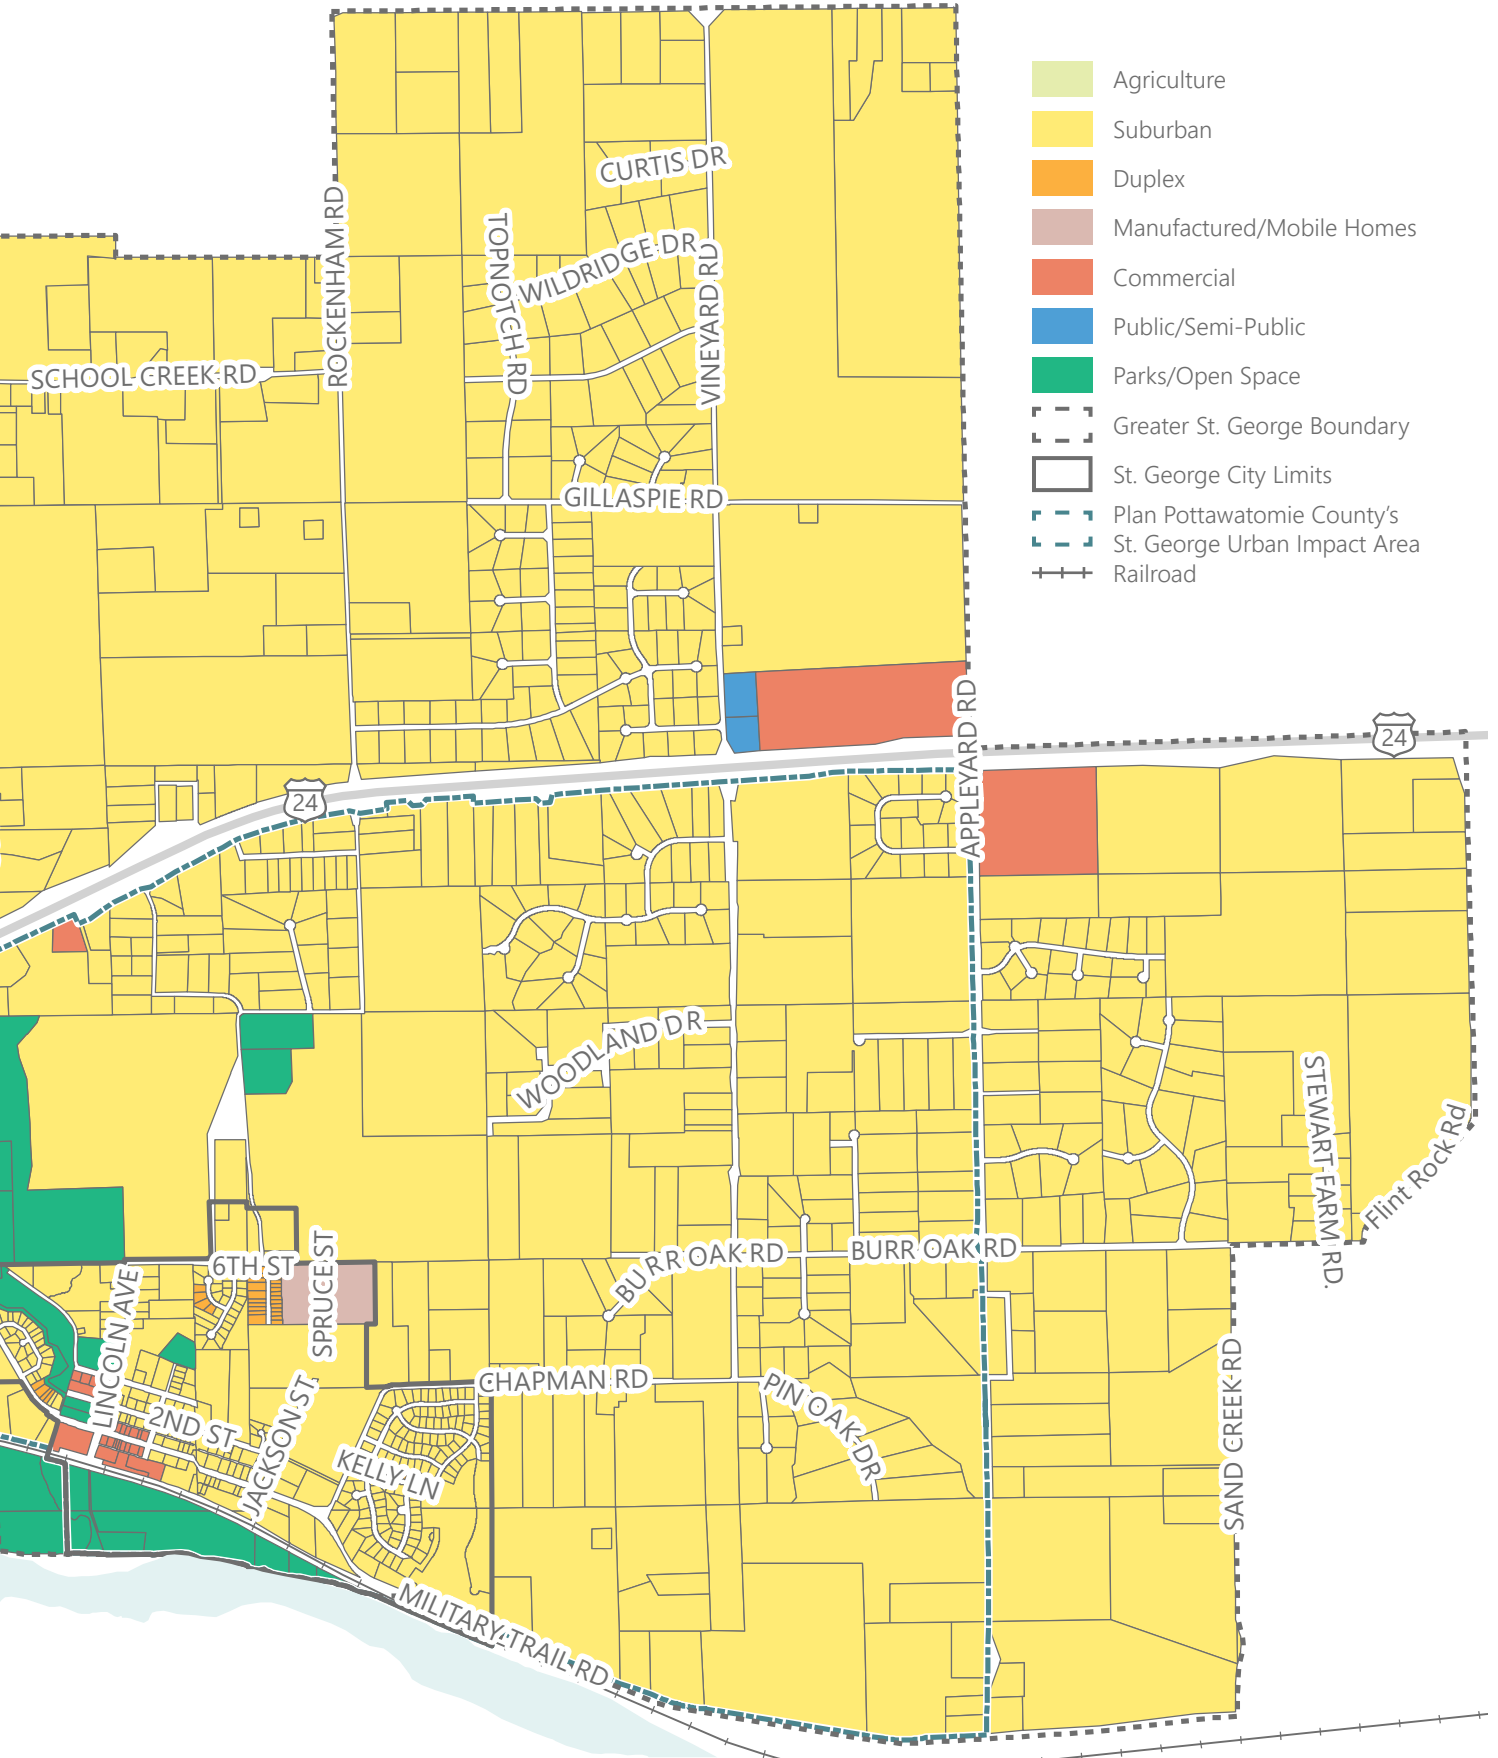 Agriculture
Suburban
Duplex
Manufactured/Mobile Homes
Commercial
Public/Semi-Public
Parks/Open Space
Greater St. George Boundary
St. George City Limits
Plan Pottawatomie County's
St. George Urban Impact Area
Railroad
CURTIS DR
ROCKENHAM RD
TOPNOTCH RD
WILDRIDGE DR
VINEYARD RD
SCHOOL CREEK RD
GILLASPIE RD
APPLEYARD RD
24
24
WOODLAND DR
STEWART FARM RD.
Flint Rock Rd
BURR OAK RD
BURR OAK RD
6TH ST
SPRUCE ST
LINCOLN AVE
SAND CREEK RD
CHAPMAN RD
PIN OAK DR
2ND ST
JACKSON ST
KELLY LN
MILITARY TRAIL RD